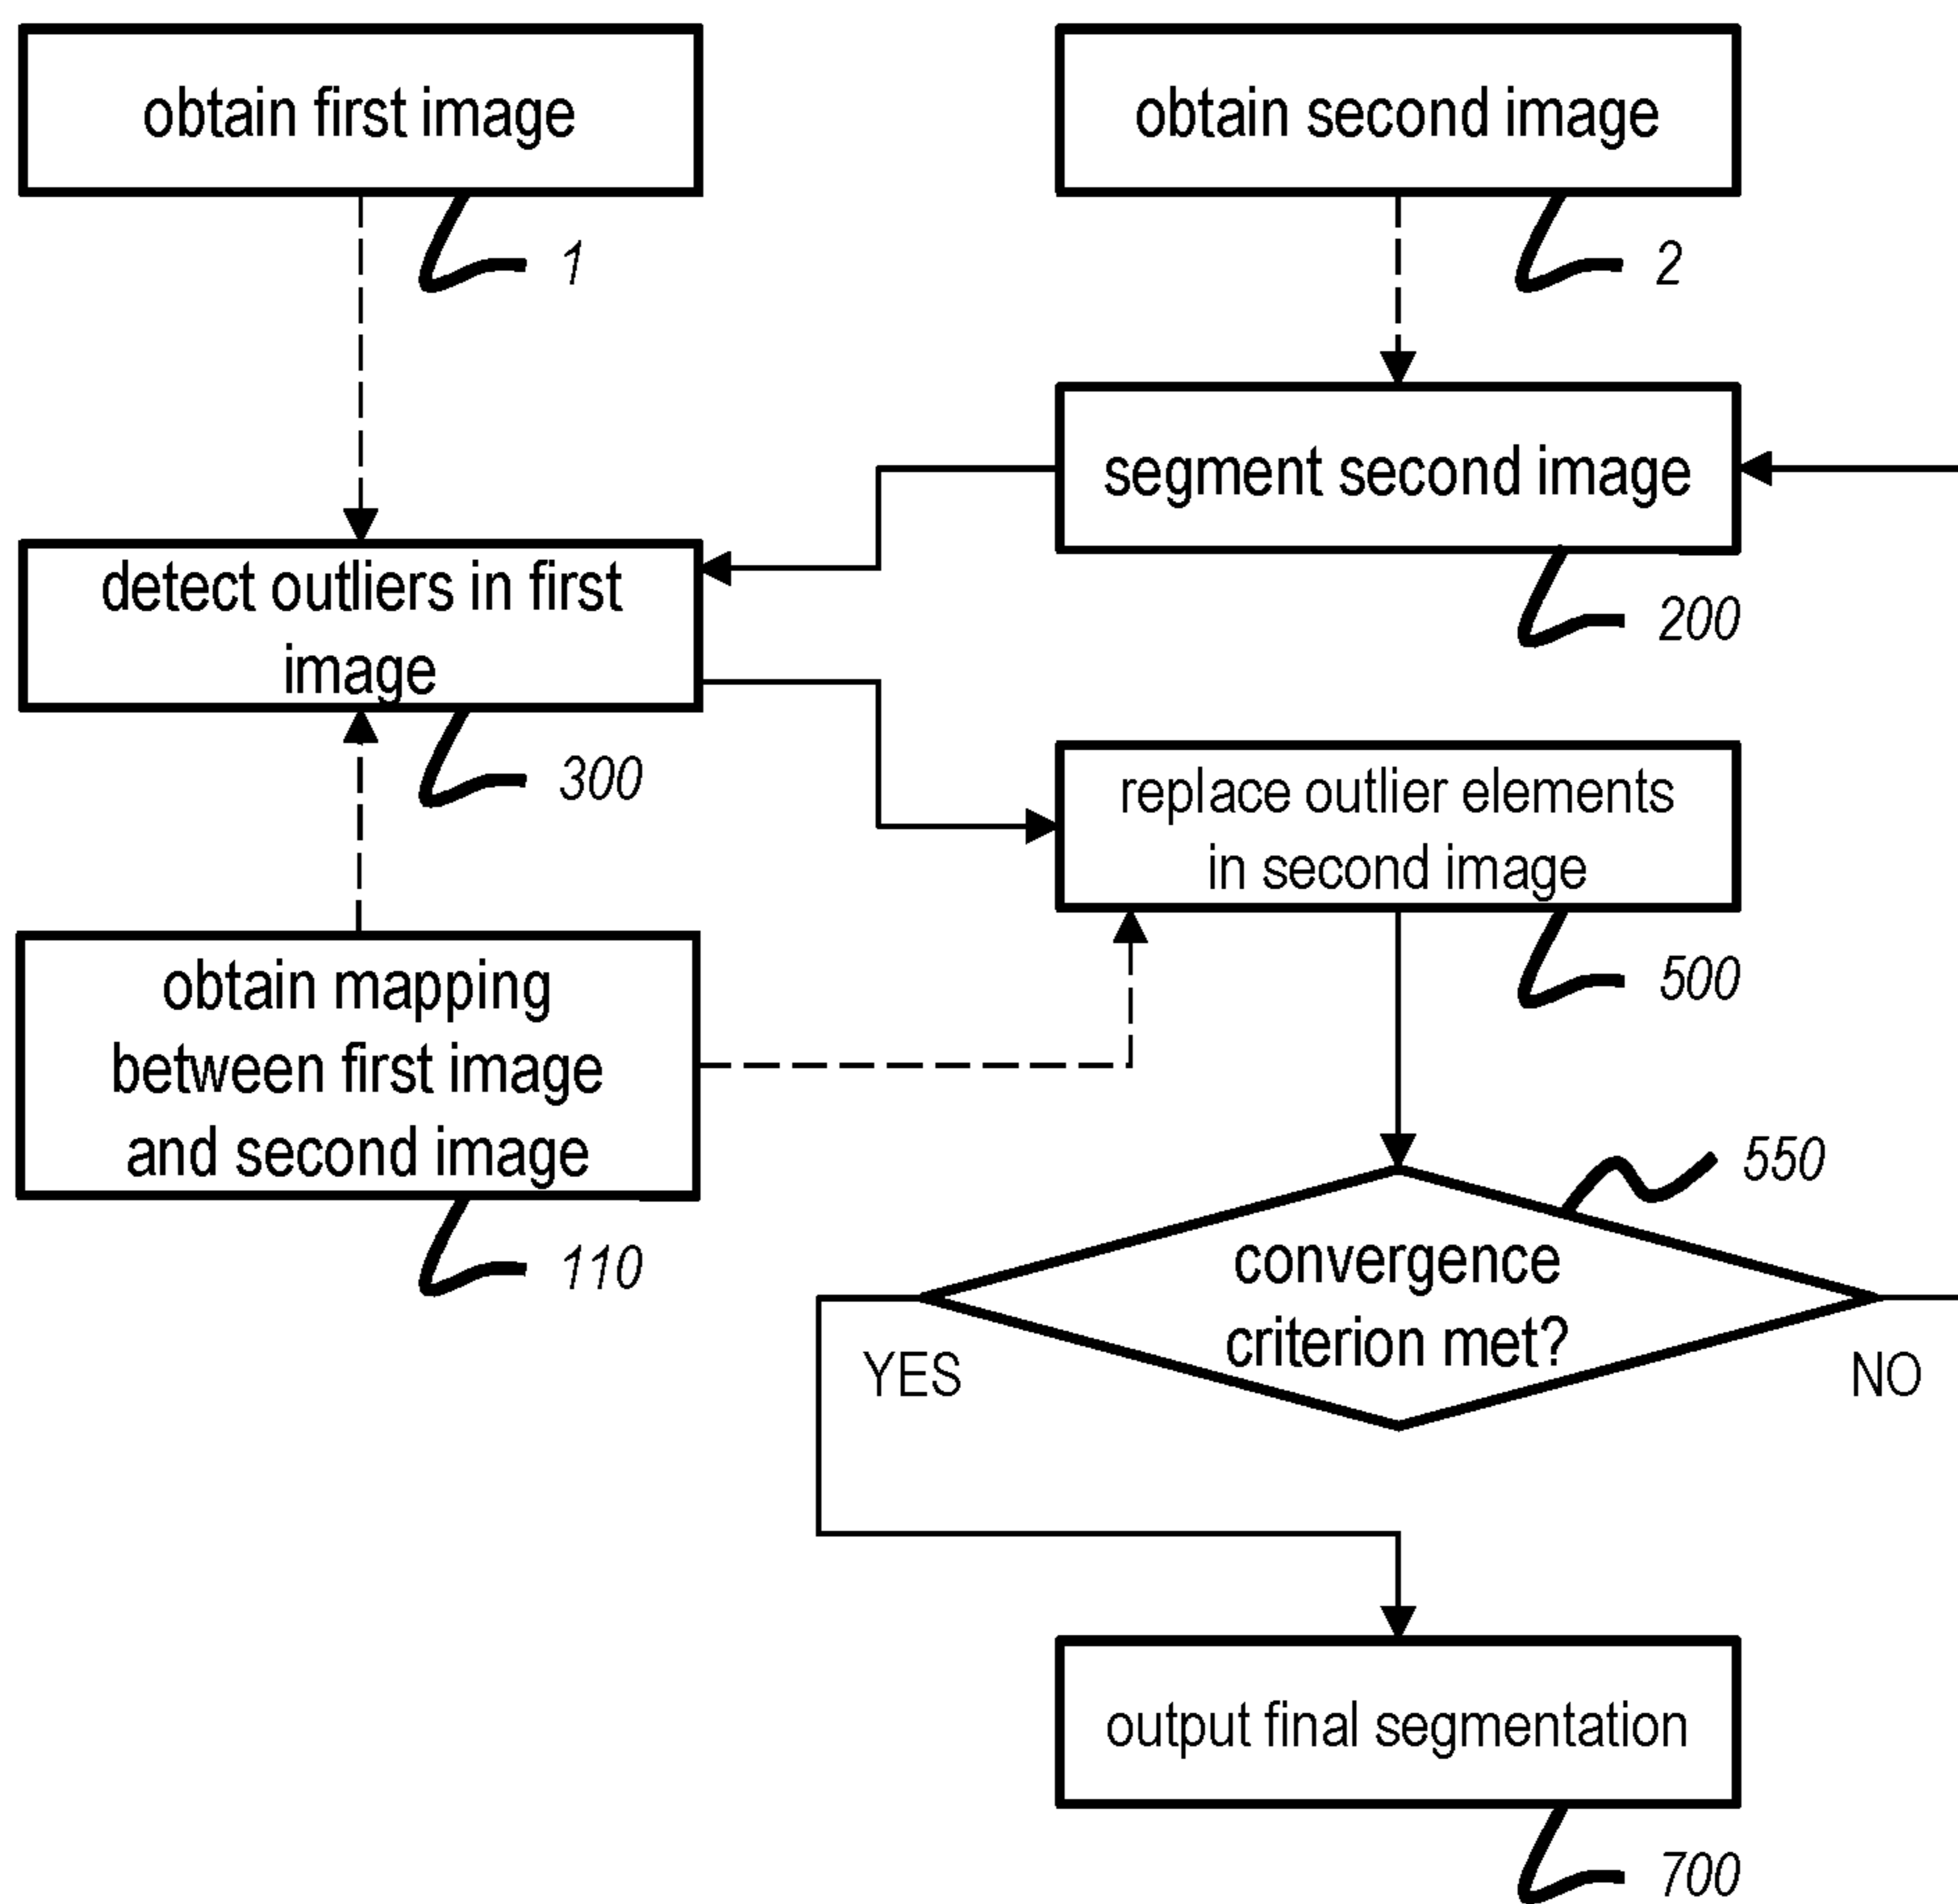 obtain first image
1
obtain second image
2
segment second image
200
detect outliers in first
image
300
replace outlier elements
in second image
500
obtain mapping
between first image
and second image
110
550
convergence
criterion met?
YES
NO
output final segmentation
700